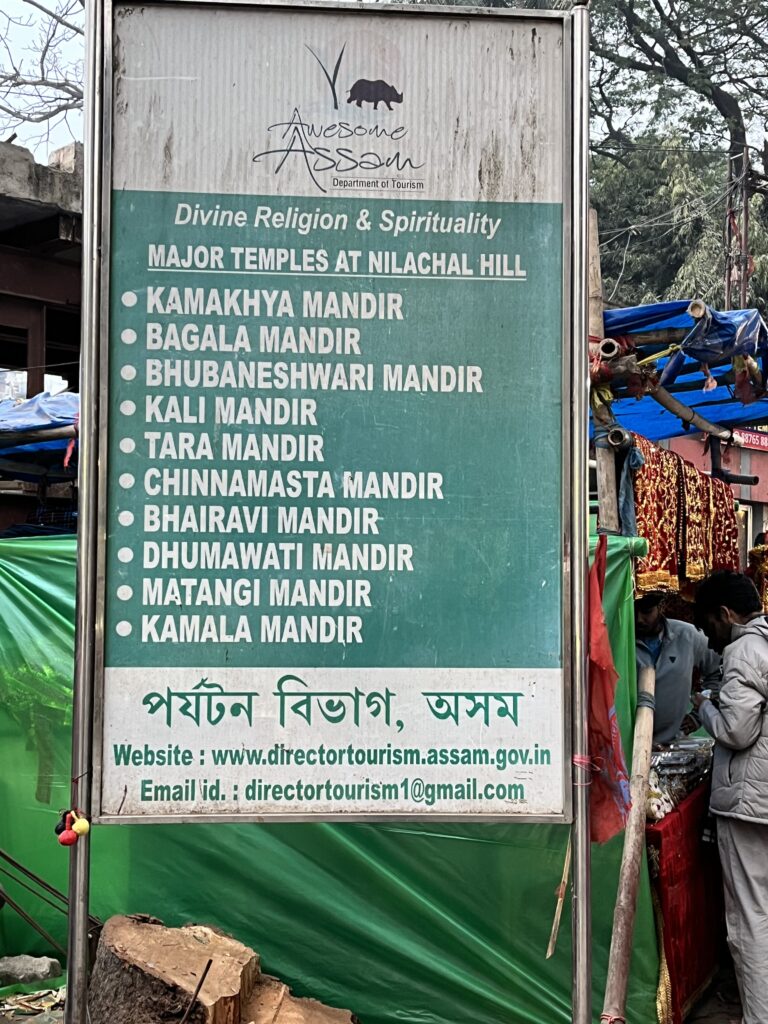 Awesome
Assam
Department of Tourism
Divine Religion & Spirituality
MAJOR TEMPLES AT NILACHAL HILL
• KAMAKHYA MANDIR
• BAGALA MANDIR
• BHUBANESHWARI MANDIR
• KALI MANDIR
• TARA MANDIR
• CHINNAMASTA MANDIR
• BHAIRAVI MANDIR
• DHUMAWATI MANDIR
• MATANGI MANDIR
• KAMALA MANDIR
পৰ্যটন বিভাগ, অসম
Website : www.directortourism.assam.gov.in
Email id. : directortourism1@gmail.com